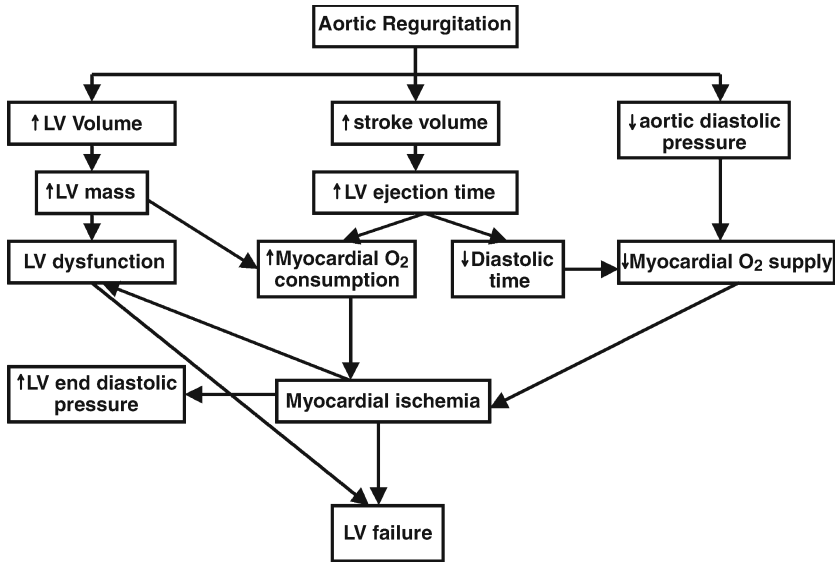 Aortic Regurgitation
↑LV Volume
↑stroke volume
↓aortic diastolic
pressure
↑LV mass
↑LV ejection time
LV dysfunction
↑Myocardial O2
consumption
↓Diastolic
time
↓Myocardial O2 supply
↑LV end diastolic
pressure
Myocardial ischemia
LV failure